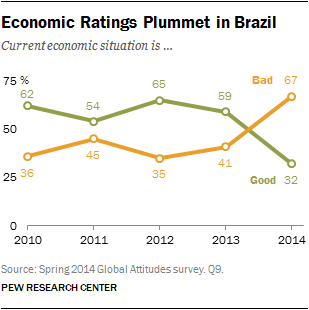 Economic Ratings Plummet in Brazil
Current economic situation is ...
75 %
50
25
0
62
54
65
59
Bad 67
36
45
35
41
Good 32
2010 2011 2012 2013 2014
Source: Spring 2014 Global Attitudes survey. Q9.
PEW RESEARCH CENTER